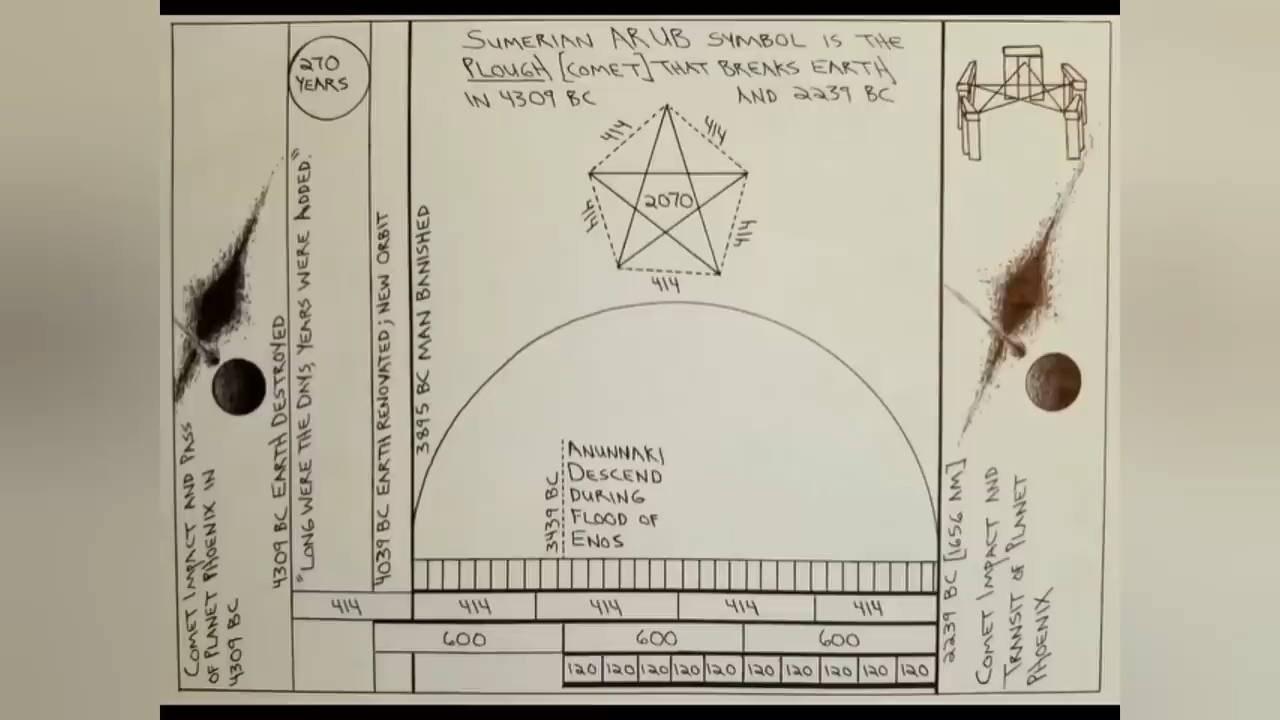 SUMERIAN ARUB SYMBOL IS THE
PLOUGH [COMET] THAT BREAKS EARTH
IN 4309 BC AND 2239 BC
270
YEARS
414
414
414
414
414
2070
COMET IMPACT AND PASS
OF PLANET PHOENIX IN
4309 BC
4309 BC EARTH DESTROYED
"LONG WERE THE DAYS, YEARS WERE ADDED."
4039 BC EARTH RENOVATED; NEW ORBIT
3895 BC MAN BANISHED
3439 BC
ANUNNAKI
DESCEND
DURING
FLOOD OF
ENOS
2239 BC [1656 AM]
COMET IMPACT AND
TRANSIT OF PLANET
PHOENIX
414 414 414 414 414
600 600 600
120 120 120 120 120 120 120 120 120 120